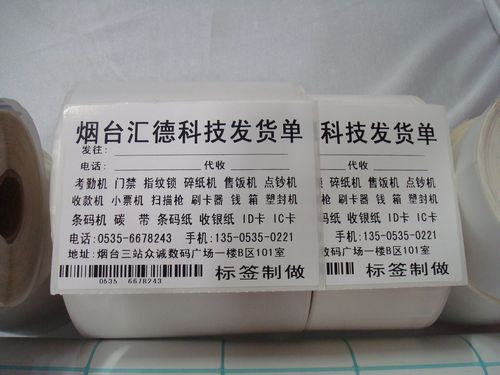 烟台汇德科技发货单
发往:
电话: 代收
考勤机 门禁 指纹锁 碎纸机 售饭机 点钞机
收款机 小票机 扫描枪 刷卡器 钱箱 塑封机
条码机 碳带 条码纸 收银纸 ID卡 IC卡
电话:0535-6678243 手机:135-0535-0221
地址:烟台三站众诚数码广场一楼B区101室
0535 6678243
标签制做
科技发货单
代收
锁 碎纸机 售饭机 点钞机
描枪 刷卡器 钱箱 塑封机
码纸 收银纸 ID卡 IC卡
手机:135-0535-0221
数码广场一楼B区101室
标签制做